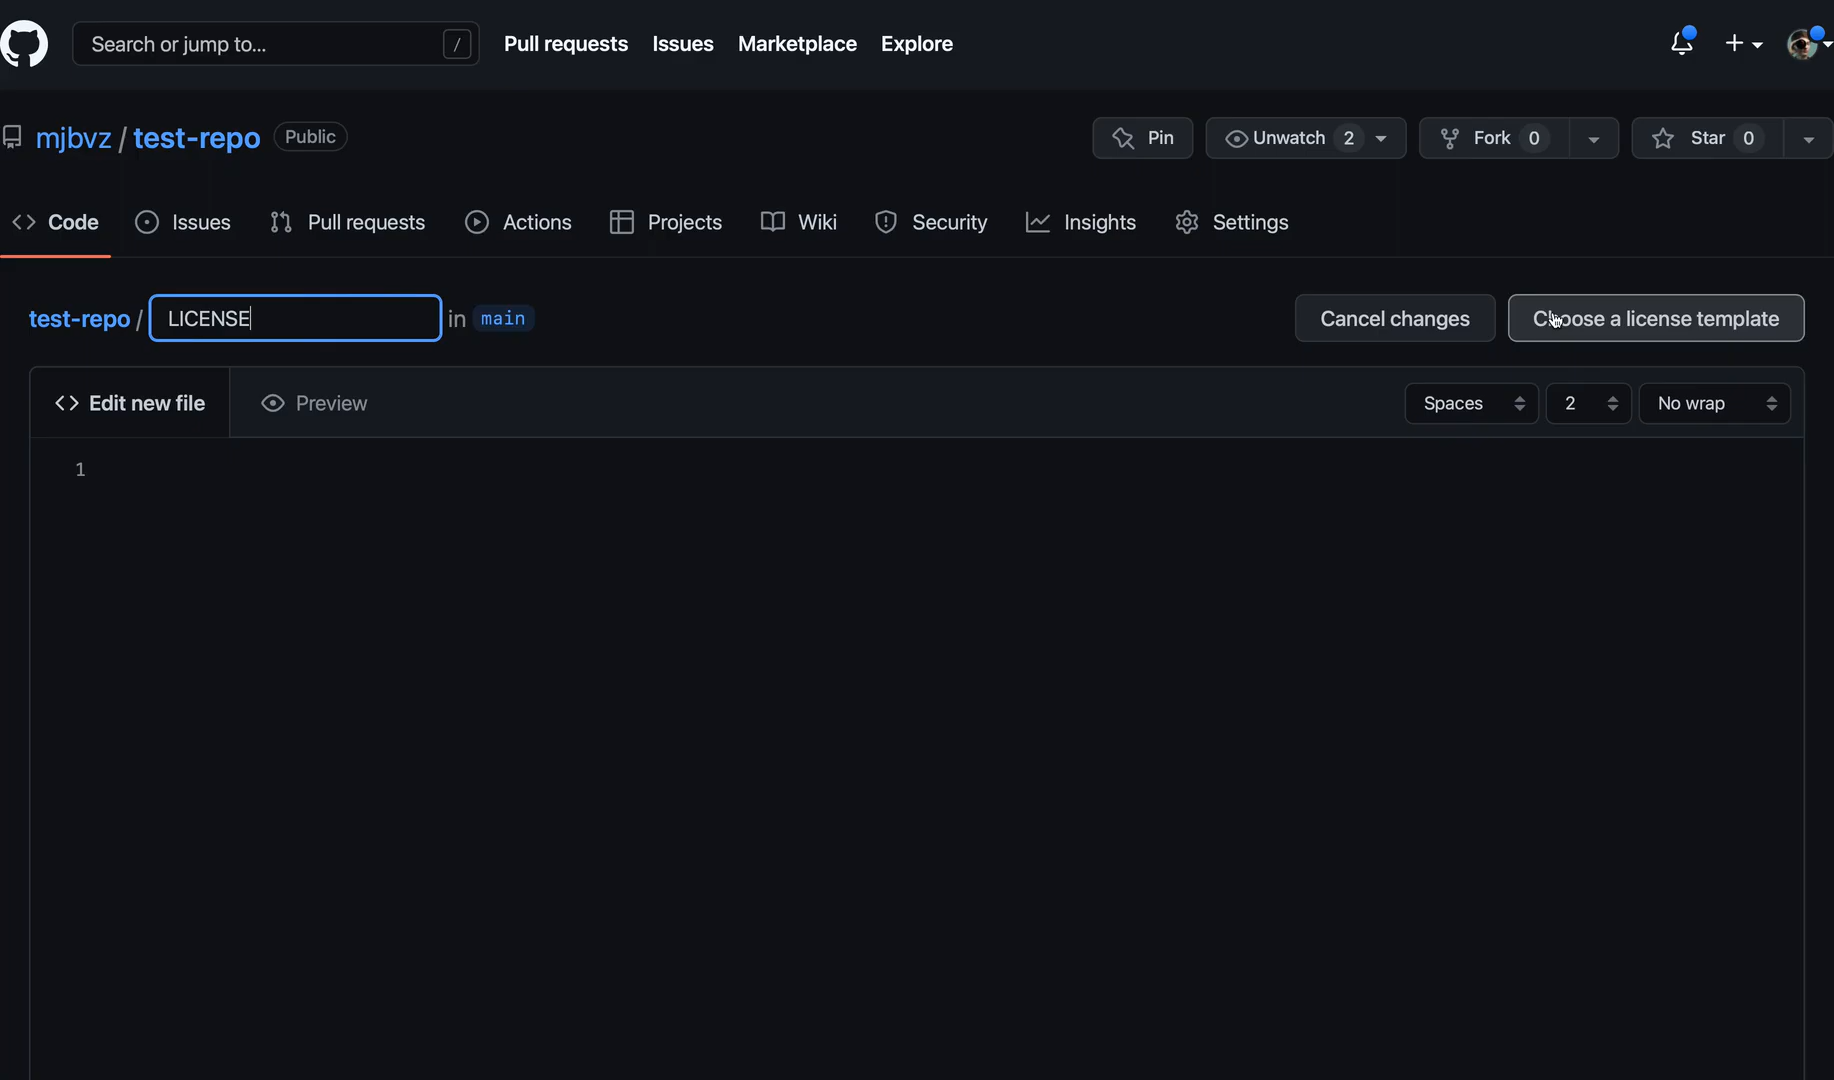 Search or jump to... / Pull requests Issues Marketplace Explore
mjbvz / test-repo Public Pin Unwatch 2 Fork 0 Star 0
Code Issues Pull requests Actions Projects Wiki Security Insights Settings
test-repo / LICENSE in main Cancel changes Choose a license template
<> Edit new file Preview Spaces 2 No wrap
1